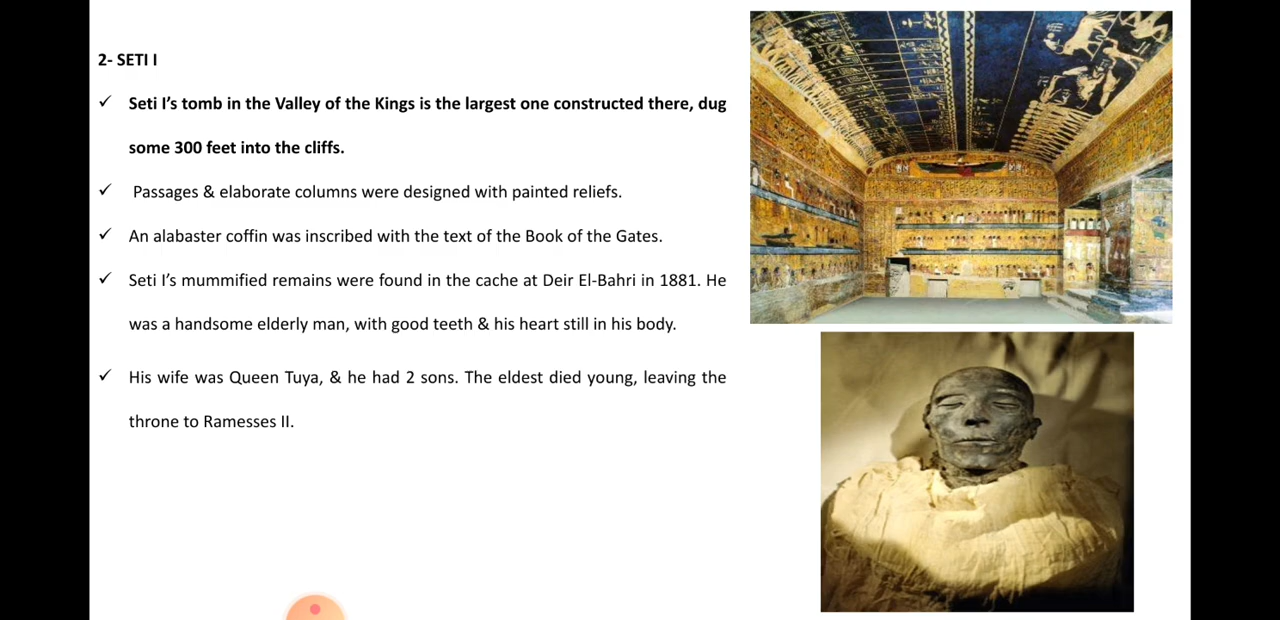 2- SETI I
✓ Seti I’s tomb in the Valley of the Kings is the largest one constructed there, dug
some 300 feet into the cliffs.
✓ Passages & elaborate columns were designed with painted reliefs.
✓ An alabaster coffin was inscribed with the text of the Book of the Gates.
✓ Seti I’s mummified remains were found in the cache at Deir El-Bahri in 1881. He
was a handsome elderly man, with good teeth & his heart still in his body.
✓ His wife was Queen Tuya, & he had 2 sons. The eldest died young, leaving the
throne to Ramesses II.